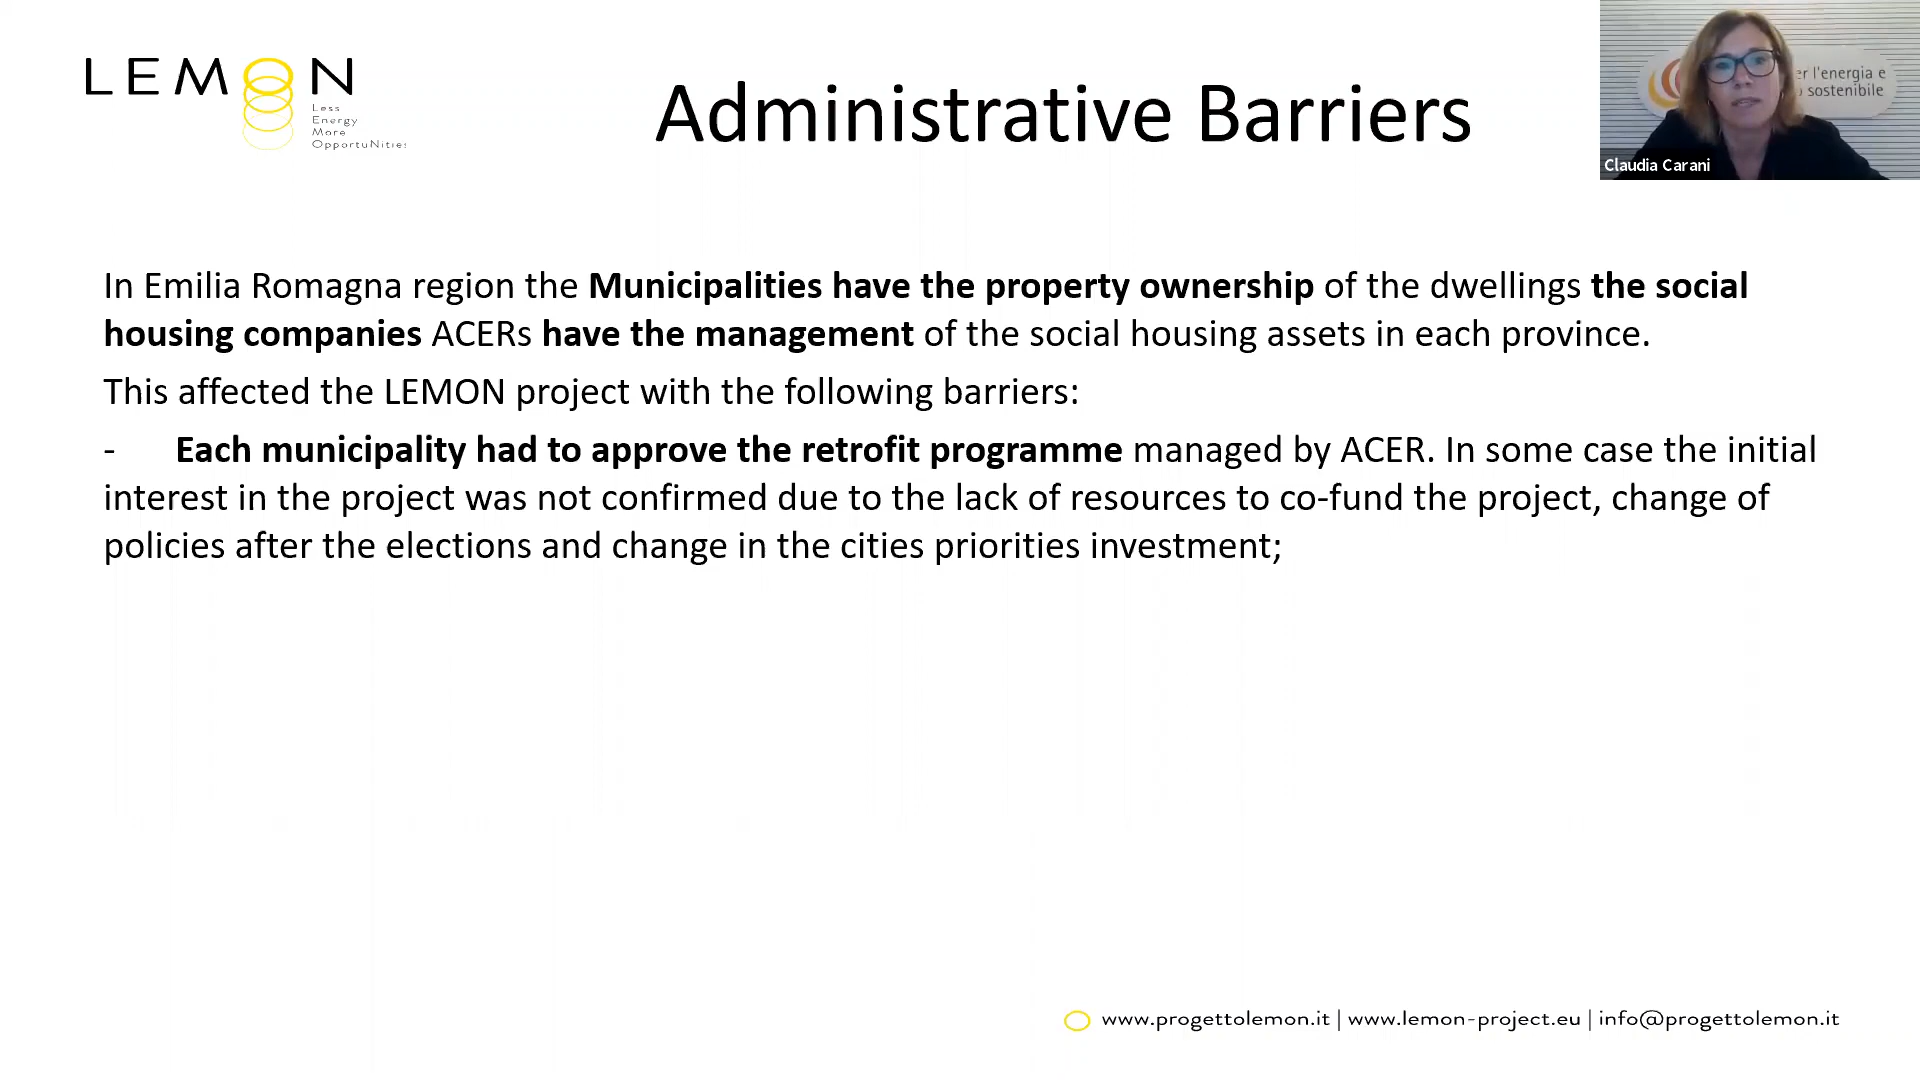 LEMON
Less
Energy
More
OpportuNities
Administrative Barriers
er l'energia e
sostenibile
Claudia Carani
In Emilia Romagna region the Municipalities have the property ownership of the dwellings the social
housing companies ACERs have the management of the social housing assets in each province.
This affected the LEMON project with the following barriers:
- Each municipality had to approve the retrofit programme managed by ACER. In some case the initial
interest in the project was not confirmed due to the lack of resources to co-fund the project, change of
policies after the elections and change in the cities priorities investment;
www.progettolemon.it | www.lemon-project.eu | info@progettolemon.it